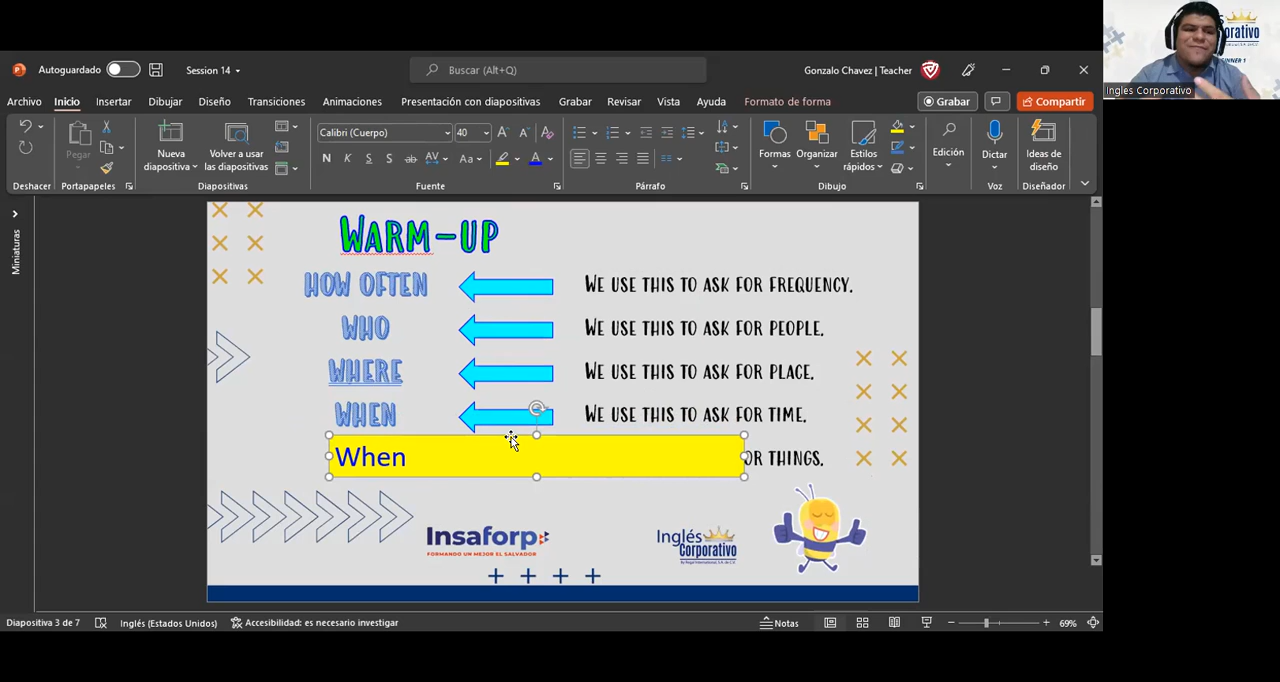 Autoguardado
Session 14
Buscar (Alt+Q)
Gonzalo Chavez | Teacher
Ingles Corporativo
Archivo Inicio Insertar Dibujar Diseño Transiciones Animaciones Presentación con diapositivas Grabar Revisar Vista Ayuda Formato de forma
Grabar
Compartir
Calibri (Cuerpo) 40
Pegar
Nueva diapositiva
Volver a usar las diapositivas
N K S S ab AV Aa A
Formas
Organizar
Estilos rápidos
Edición
Dictar
Ideas de diseño
Deshacer Portapapeles Diapositivas Fuente Párrafo Dibujo Voz Diseñador
Miniaturas
WARM-UP
HOW OFTEN WE USE THIS TO ASK FOR FREQUENCY.
WHO WE USE THIS TO ASK FOR PEOPLE.
WHERE WE USE THIS TO ASK FOR PLACE.
WHEN WE USE THIS TO ASK FOR TIME.
When OR THINGS.
Insaforp
FORMANDO UN MEJOR EL SALVADOR
Inglés Corporativo
Diapositiva 3 de 7 Inglés (Estados Unidos) Accesibilidad: es necesario investigar Notas 69%